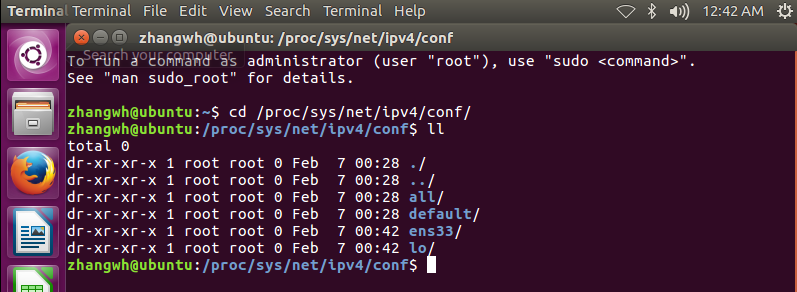 Terminal Terminal File Edit View Search Terminal Help 12:42 AM
zhangwh@ubuntu: /proc/sys/net/ipv4/conf
Search your computer
To run a command as administrator (user "root"), use "sudo <command>".
See "man sudo_root" for details.
zhangwh@ubuntu:~$ cd /proc/sys/net/ipv4/conf/
zhangwh@ubuntu:/proc/sys/net/ipv4/conf$ ll
total 0
dr-xr-xr-x 1 root root 0 Feb  7 00:28 ./
dr-xr-xr-x 1 root root 0 Feb  7 00:28 ../
dr-xr-xr-x 1 root root 0 Feb  7 00:28 all/
dr-xr-xr-x 1 root root 0 Feb  7 00:28 default/
dr-xr-xr-x 1 root root 0 Feb  7 00:42 ens33/
dr-xr-xr-x 1 root root 0 Feb  7 00:42 lo/
zhangwh@ubuntu:/proc/sys/net/ipv4/conf$